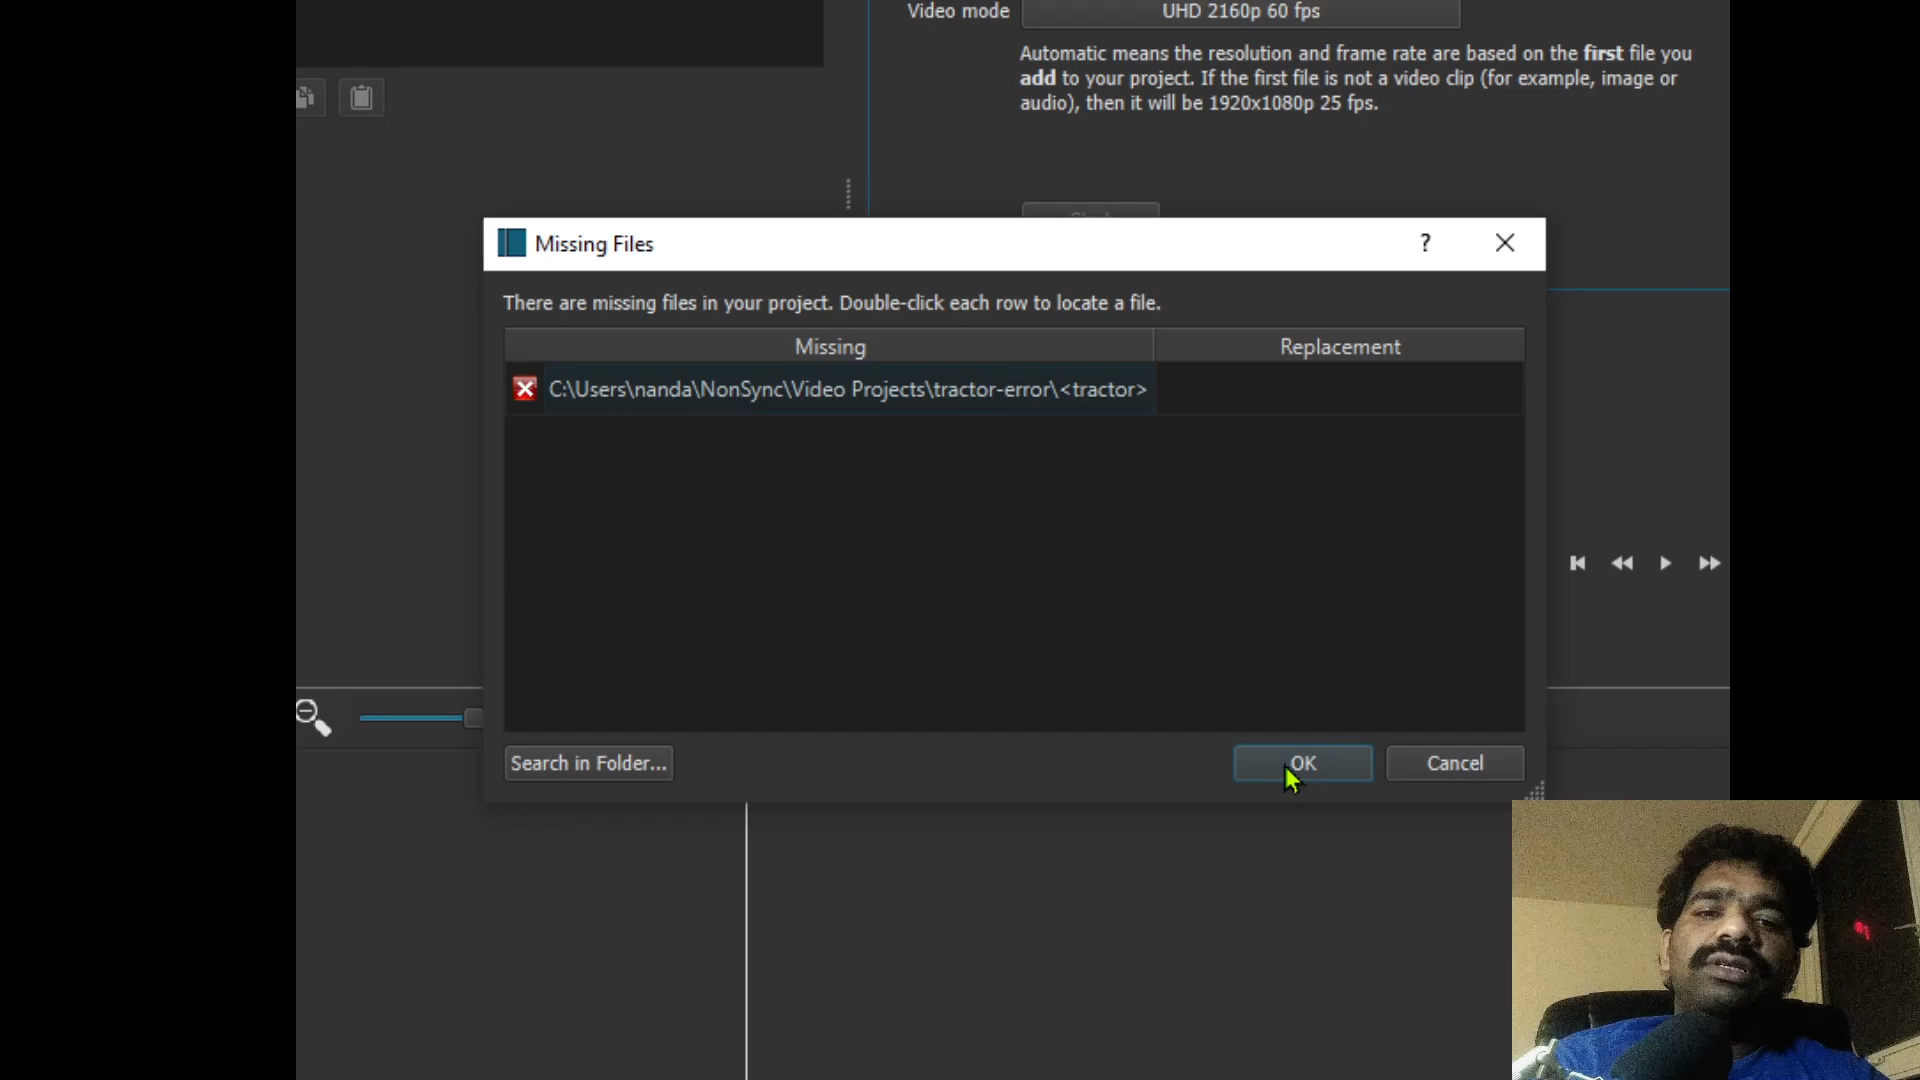 Video mode
UHD 2160p 60 fps
Automatic means the resolution and frame rate are based on the first file you
add to your project. If the first file is not a video clip (for example, image or
audio), then it will be 1920x1080p 25 fps.
Missing Files
?
There are missing files in your project. Double-click each row to locate a file.
Missing
Replacement
C:\Users\nanda\NonSync\Video Projects\tractor-error\<tractor>
Search in Folder...
OK
Cancel